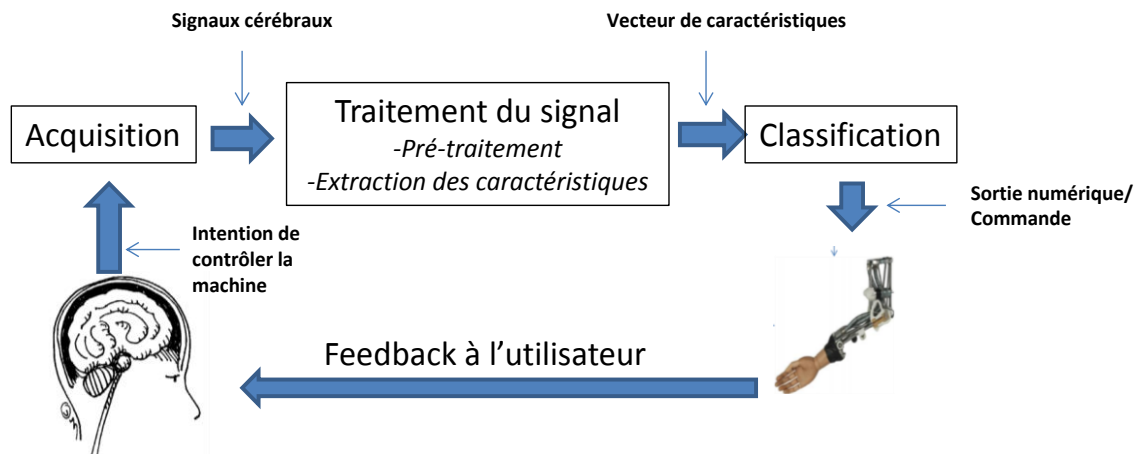 Signaux cérébraux
Vecteur de caractéristiques
Acquisition
Traitement du signal
-Pré-traitement
-Extraction des caractéristiques
Classification
Intention de
contrôler la
machine
Sortie numérique/
Commande
Feedback à l’utilisateur